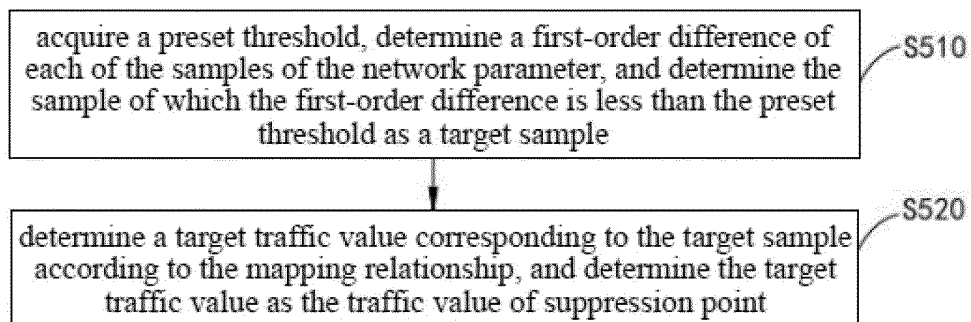 acquire a preset threshold, determine a first-order difference of
each of the samples of the network parameter, and determine the
sample of which the first-order difference is less than the preset
threshold as a target sample
S510
determine a target traffic value corresponding to the target sample
according to the mapping relationship, and determine the target
traffic value as the traffic value of suppression point
S520